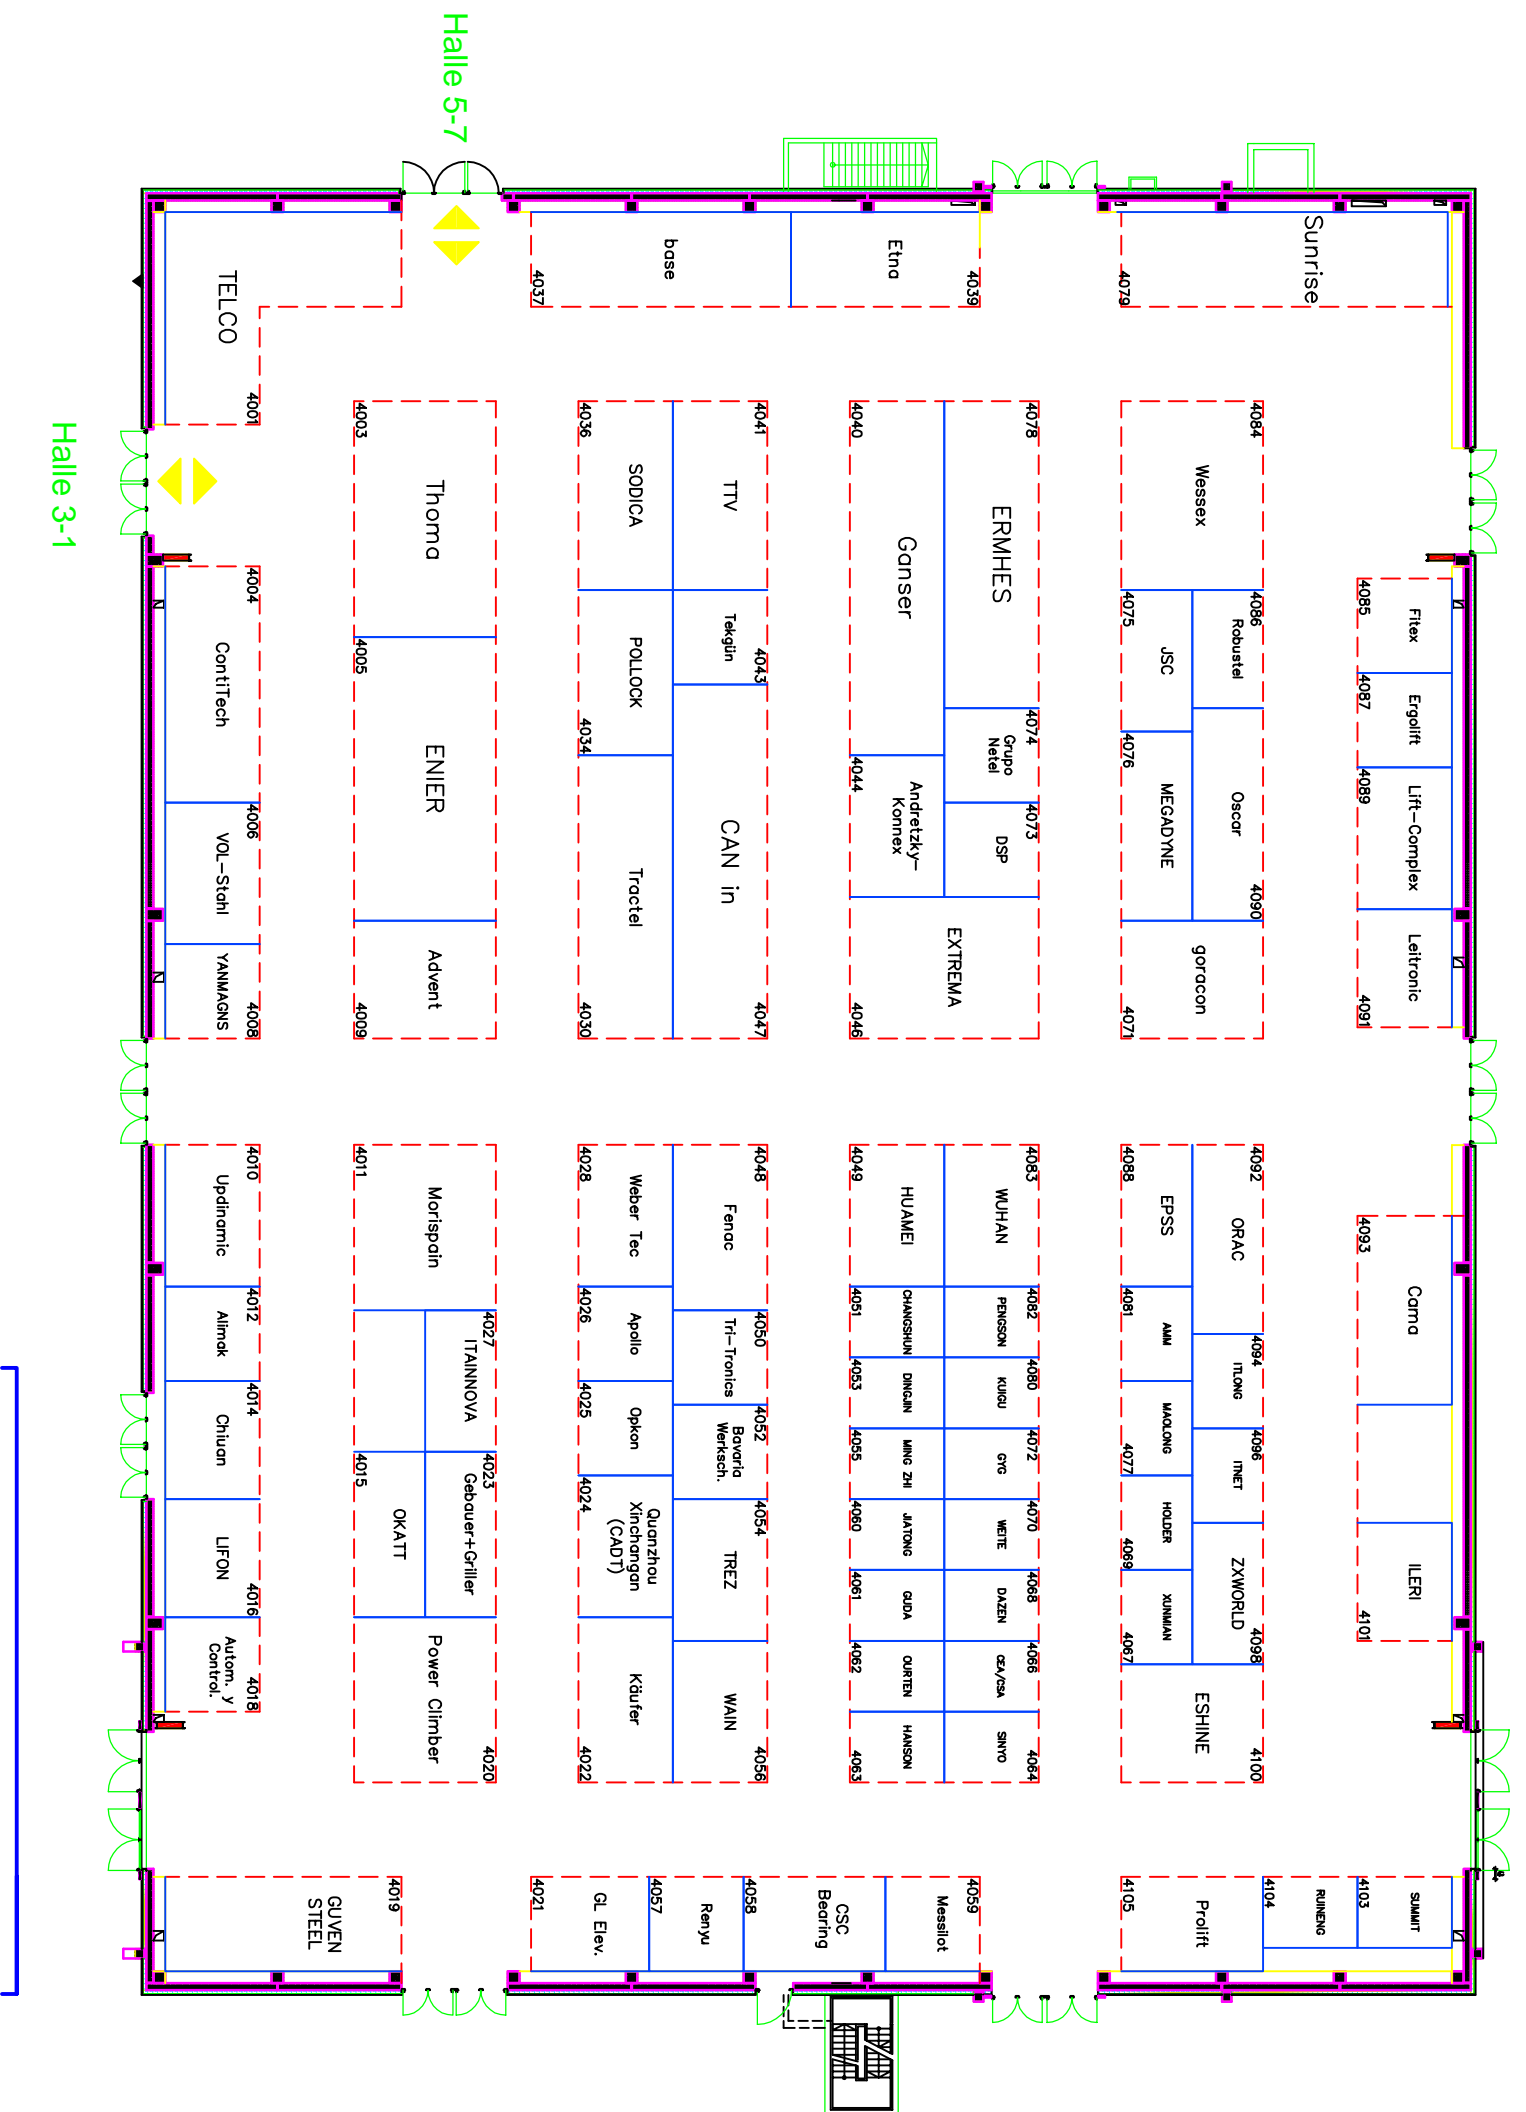 Halle 5-7
Halle 3-1
Sunrise
4079
Etna
4039
base
4037
TELCO
4001
4085
Fitex
4087
Ergolift
4089
Lift-Complex
Leitronic
4091
4084
Wessex
4086
Robustel
4075
JSC
4076
MEGADYNE
Oscar
4090
goracon
4071
4078
ERMHES
4040
Ganser
4074
Grupo
Netel
4073
DSP
4044
Andretzky-
Konnex
EXTREMA
4046
4041
TTV
4036
SODICA
Tekgün
4043
POLLOCK
4034
CAN in
4047
Tractel
4030
4003
Thoma
4005
ENIER
Advent
4009
4004
ContiTech
4006
VOL-Stahl
YANMAGNS
4008
4093
Cama
ILERI
4101
4092
ORAC
4088
EPSS
4094
ITLONG
4081
AMM
4096
ITNET
MAOLONG
4077
HOLDER
4069
ZXWORLD
4098
XUNMIAN
4067
ESHINE
4100
4083
WUHAN
4049
HUAMEI
4082
PENGSON
4051
CHANGSHUN
4080
KUIGU
4053
DINGJIN
4072
GYG
4055
MING ZHI
4070
WEITE
4060
JIATONG
4068
DAZEN
4061
GUDA
4066
CEA/CSA
4062
OURTEN
SINYO
4064
HANSON
4063
4048
Fenac
4028
Weber Tec
4050
Tri-Tronics
4026
Apollo
4052
Bavaria
Werksch.
4025
Opkon
4054
TREZ
4024
Quanzhou
Xinchangan
(CADT)
WAIN
4056
Käufer
4022
4011
Morispain
4027
ITAINNOVA
4023
Gebauer+Griller
4015
OKATT
Power Climber
4020
4010
Updinamic
4012
Alimak
4014
Chiuan
LIFON
4016
Autom. y
Control.
4018
4103
SUMMIT
4104
RUINENG
4105
Prolift
4059
Messilot
4058
CSC
Bearing
4057
Renyu
4021
GL Elev.
4019
GUVEN
STEEL